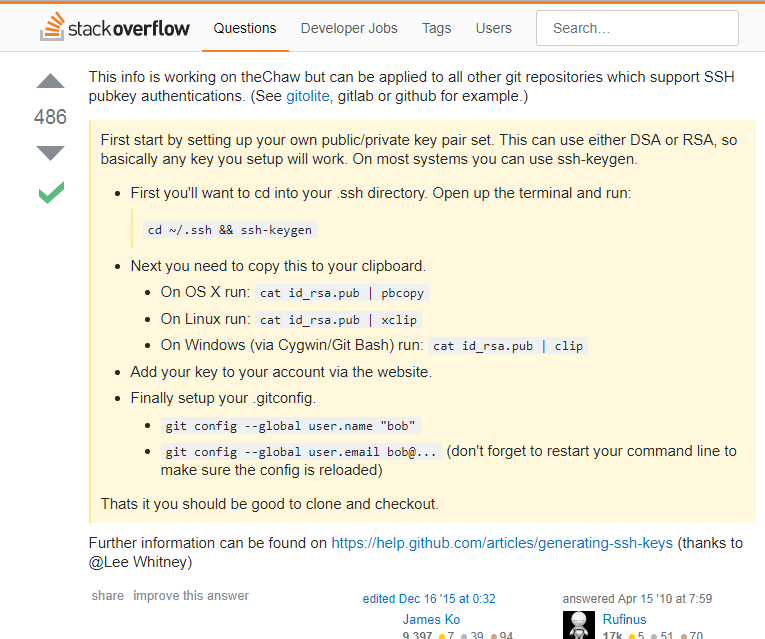 stackoverflow Questions Developer Jobs Tags Users Search...
This info is working on theChaw but can be applied to all other git repositories which support SSH
pubkey authentications. (See gitolite, gitlab or github for example.)
486
First start by setting up your own public/private key pair set. This can use either DSA or RSA, so
basically any key you setup will work. On most systems you can use ssh-keygen.
• First you'll want to cd into your .ssh directory. Open up the terminal and run:
cd ~/.ssh && ssh-keygen
• Next you need to copy this to your clipboard.
• On OS X run: cat id_rsa.pub | pbcopy
• On Linux run: cat id_rsa.pub | xclip
• On Windows (via Cygwin/Git Bash) run: cat id_rsa.pub | clip
• Add your key to your account via the website.
• Finally setup your .gitconfig.
• git config --global user.name "bob"
• git config --global user.email bob@... (don't forget to restart your command line to
make sure the config is reloaded)
Thats it you should be good to clone and checkout.
Further information can be found on https://help.github.com/articles/generating-ssh-keys (thanks to
@Lee Whitney)
share improve this answer
edited Dec 16 '15 at 0:32
James Ko
9,397 7 39 94
answered Apr 15 '10 at 7:59
Rufinus
17k 5 51 70